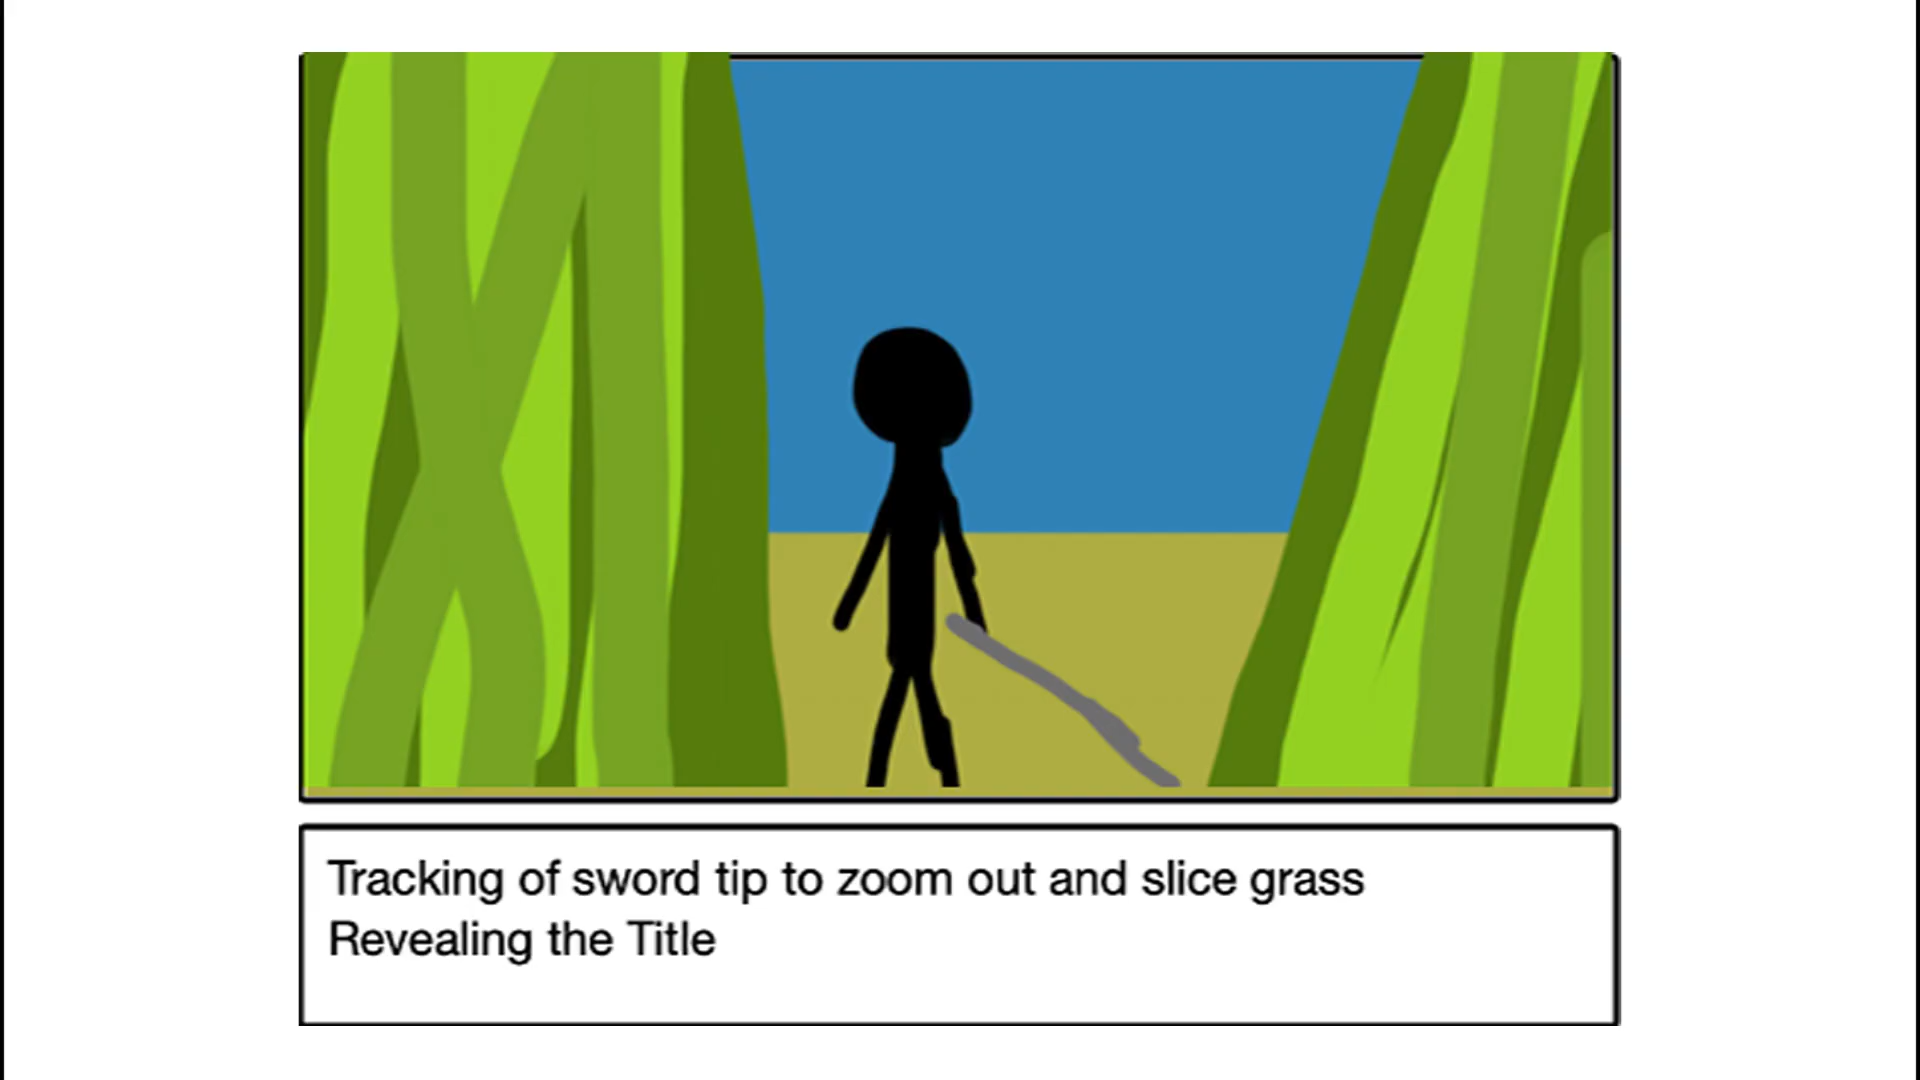 Tracking of sword tip to zoom out and slice grass
Revealing the Title